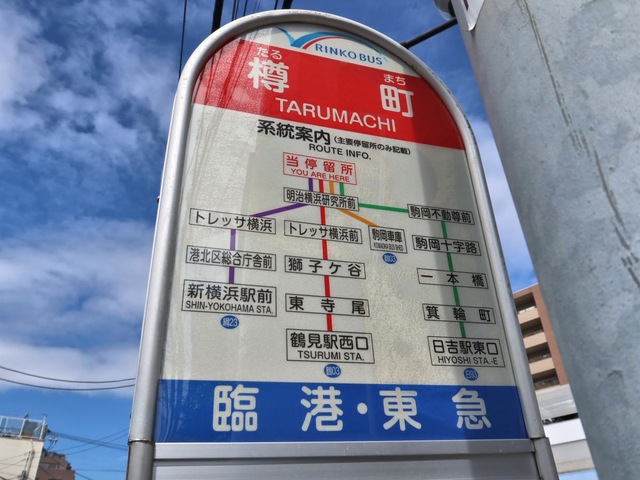 RINKO BUS
たる まち
樽 町
TARUMACHI
系統案内(主要停留所のみ記載)
ROUTE INFO.
当停留所
YOU ARE HERE
明治横浜研究所前
トレッサ横浜 トレッサ横浜前 駒岡車庫 駒岡不動尊前
港北区総合庁舎前 獅子ケ谷 駒岡十字路
新横浜駅前 東寺尾 一本橋
SHIN-YOKOHAMA STA. 鶴見駅西口 箕輪町
TSURUMI STA. 日吉駅東口
HIYOSHI STA.-E
臨港・東急